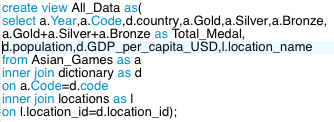 create view All_Data as(
select a.Year,a.Code,d.country,a.Gold,a.Silver,a.Bronze,
a.Gold+a.Silver+a.Bronze as Total_Medal,
d.population,d.GDP_per_capita_USD,l.location_name
from Asian_Games as a
inner join dictionary as d
on a.Code=d.code
inner join locations as l
on l.location_id=d.location_id);